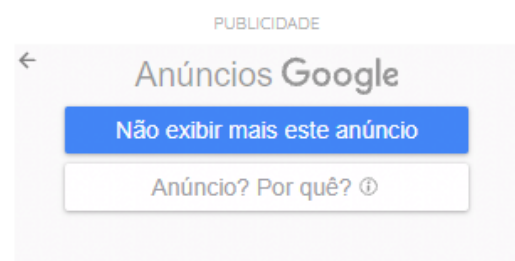 PUBLICIDADE
Anúncios Google
Não exibir mais este anúncio
Anúncio? Por quê?